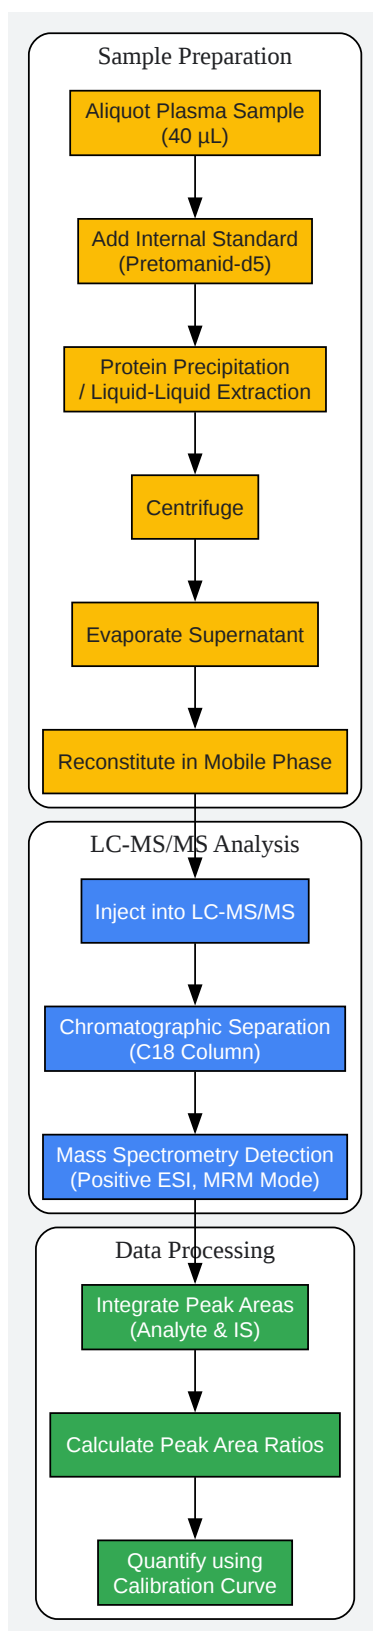 Sample Preparation
Aliquot Plasma Sample
(40 µL)
Add Internal Standard
(Pretomanid-d5)
Protein Precipitation
/ Liquid-Liquid Extraction
Centrifuge
Evaporate Supernatant
Reconstitute in Mobile Phase
LC-MS/MS Analysis
Inject into LC-MS/MS
Chromatographic Separation
(C18 Column)
Mass Spectrometry Detection
(Positive ESI, MRM Mode)
Data Processing
Integrate Peak Areas
(Analyte & IS)
Calculate Peak Area Ratios
Quantify using
Calibration Curve